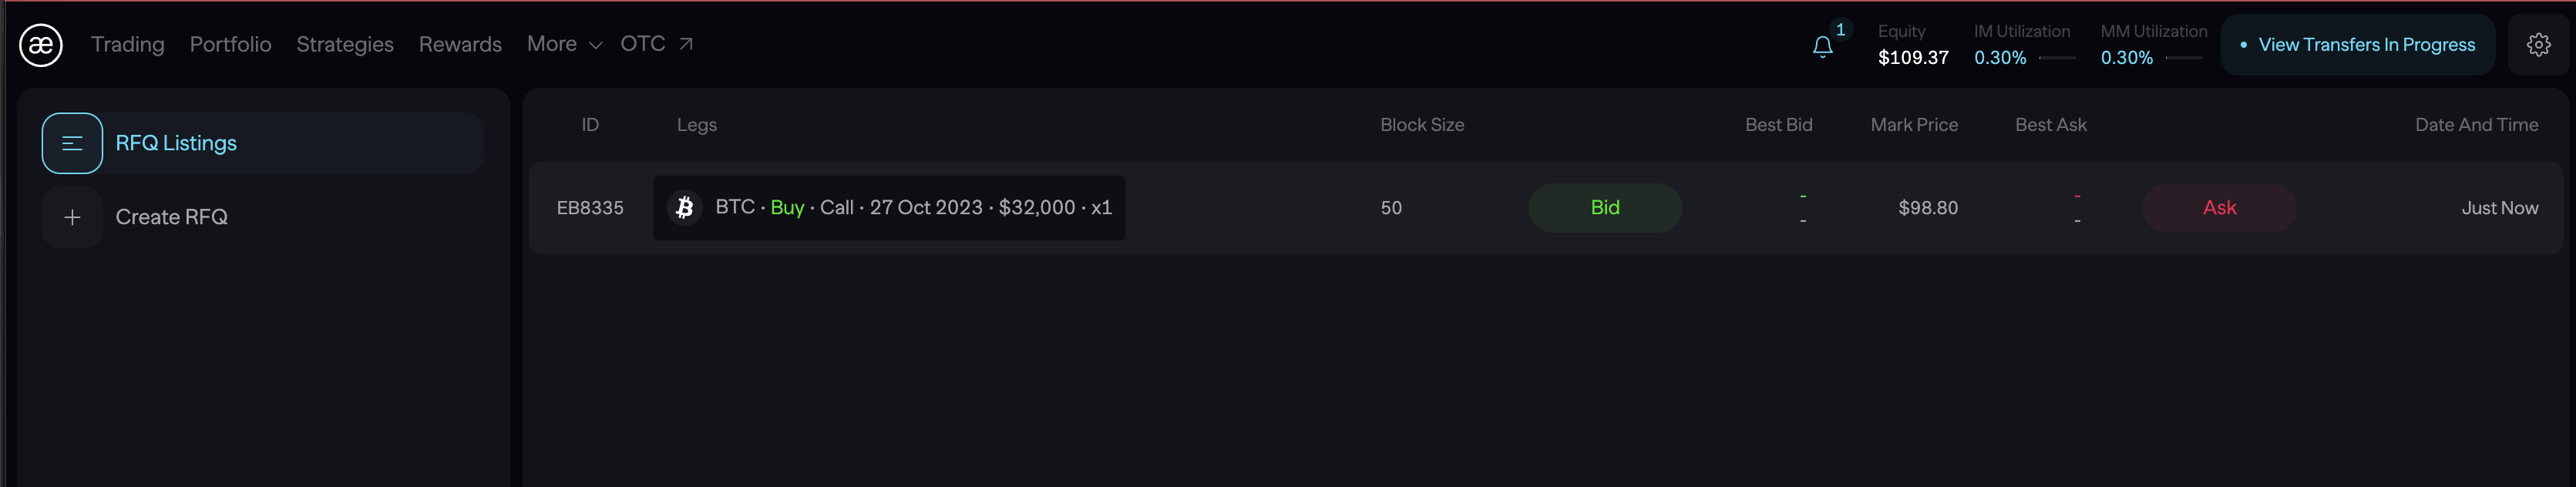 æ Trading Portfolio Strategies Rewards More OTC 1 Equity IM Utilization MM Utilization View Transfers In Progress
$109.37 0.30% 0.30%
RFQ Listings
Create RFQ
ID Legs Block Size Best Bid Mark Price Best Ask Date And Time
EB8335 BTC · Buy · Call · 27 Oct 2023 · $32,000 · x1 50 Bid - $98.80 - Ask Just Now
- -